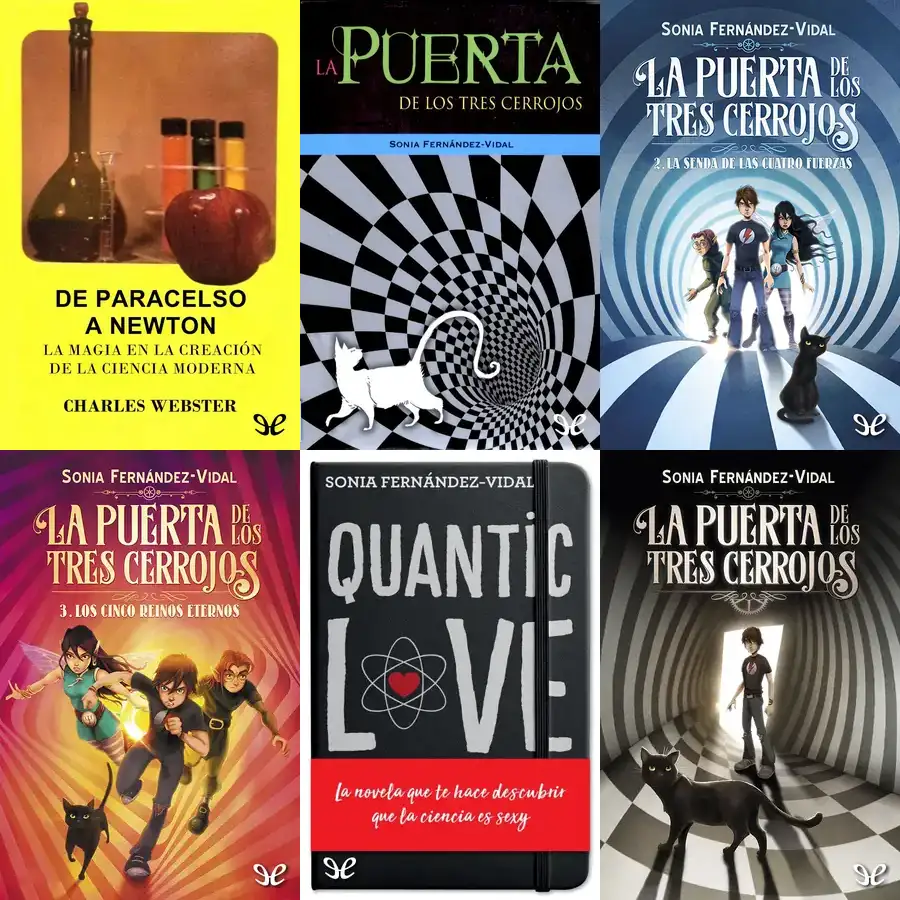 DE PARACELSO
A NEWTON
LA MAGIA EN LA CREACIÓN
DE LA CIENCIA MODERNA
CHARLES WEBSTER
LA PUERTA
DE LOS TRES CERROJOS
SONIA FERNÁNDEZ-VIDAL
SONIA FERNÁNDEZ-VIDAL
LA PUERTA DE LOS
TRES CERROJOS
2. LA SENDA DE LAS CUATRO FUERZAS
SONIA FERNÁNDEZ-VIDAL
LA PUERTA DE LOS
TRES CERROJOS
3. LOS CINCO REINOS ETERNOS
SONIA FERNÁNDEZ-VIDAL
QUANTIC
LOVE
La novela que te hace descubrir
que la ciencia es sexy
SONIA FERNÁNDEZ-VIDAL
LA PUERTA DE LOS
TRES CERROJOS